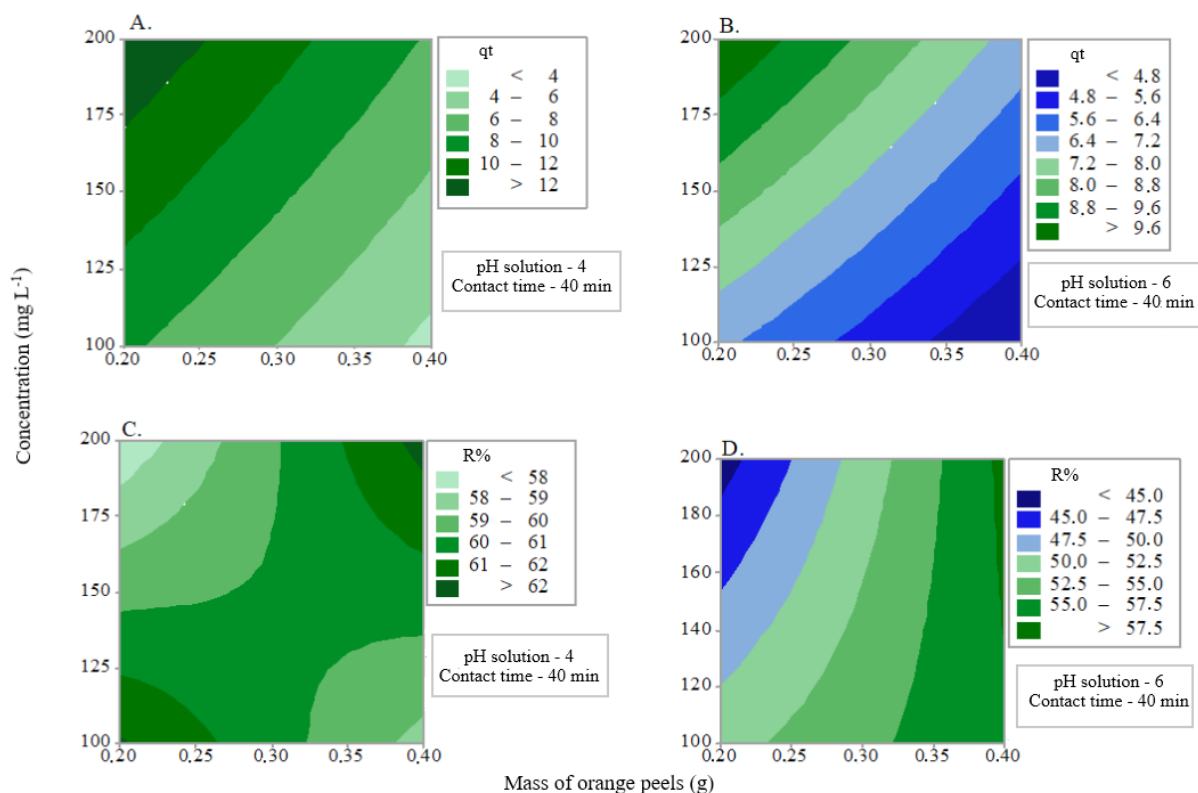 A.
200
175
150
125
100
0.20
0.25
0.30
0.35
0.40
qt
< 4
4 – 6
6 – 8
8 – 10
10 – 12
> 12
pH solution - 4
Contact time - 40 min
B.
200
175
150
125
100
0.20
0.25
0.30
0.35
0.40
qt
< 4.8
4.8 – 5.6
5.6 – 6.4
6.4 – 7.2
7.2 – 8.0
8.0 – 8.8
8.8 – 9.6
> 9.6
pH solution - 6
Contact time - 40 min
Concentration (mg L⁻¹)
C.
200
175
150
125
100
0.20
0.25
0.30
0.35
0.40
R%
< 58
58 – 59
59 – 60
60 – 61
61 – 62
> 62
pH solution - 4
Contact time - 40 min
D.
200
180
160
140
120
100
0.20
0.25
0.30
0.35
0.40
R%
< 45.0
45.0 – 47.5
47.5 – 50.0
50.0 – 52.5
52.5 – 55.0
55.0 – 57.5
> 57.5
pH solution - 6
Contact time - 40 min
Mass of orange peels (g)